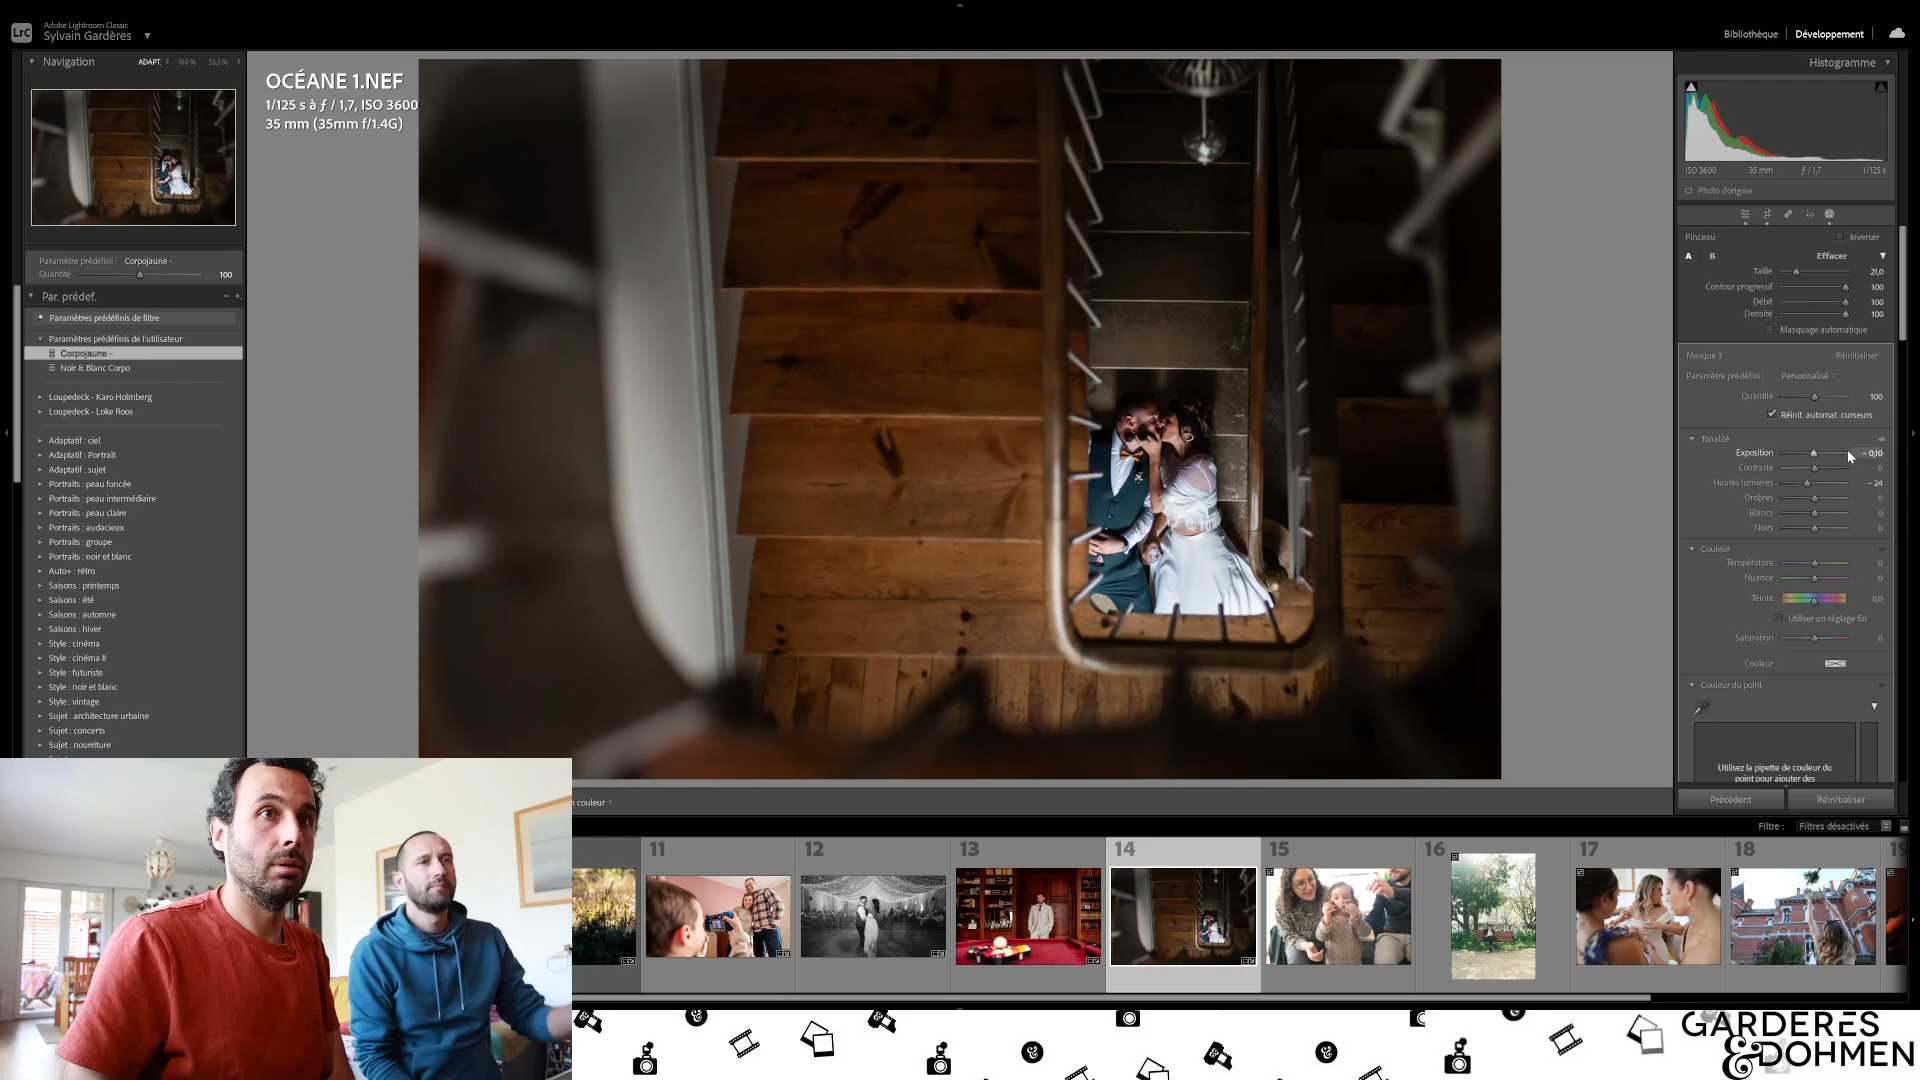 LrC
Adobe Lightroom Classic
Sylvain Gardères
Bibliothèque
Développement
Navigation
ADAPT.
100 %
33,3 %
Paramètre prédéfini :
Corpojaune -
Quantité
100
Par. prédef.
Paramètres prédéfinis de filtre
Paramètres prédéfinis de l'utilisateur
Corpojaune -
Noir & Blanc Corpo
Loupedeck - Karo Holmberg
Loupedeck - Loke Roos
Adaptatif : ciel
Adaptatif : Portrait
Adaptatif : sujet
Portraits : peau foncée
Portraits : peau intermédiaire
Portraits : peau claire
Portraits : audacieux
Portraits : groupe
Portraits : noir et blanc
Auto+ : rétro
Saisons : printemps
Saisons : été
Saisons : automne
Saisons : hiver
Style : cinéma
Style : cinéma II
Style : futuriste
Style : noir et blanc
Style : vintage
Sujet : architecture urbaine
Sujet : concerts
Sujet : nourriture
OCÉANE 1.NEF
1/125 s à ƒ / 1,7, ISO 3600
35 mm (35mm f/1.4G)
Histogramme
ISO 3600
35 mm
ƒ / 1,7
1/125 s
Photo d'origine
Pinceau
Inverser
A
B
Effacer
Taille
21,0
Contour progressif
100
Débit
100
Densité
100
Masquage automatique
Masque 3
Réinitialiser
Paramètre prédéfini :
Personnalisé
Quantité
100
Réinit. automat. curseurs
Tonalité
Exposition
– 0,10
Contraste
0
Hautes lumières
– 24
Ombres
0
Blancs
0
Noirs
0
Couleur
Température
0
Nuance
0
Teinte
0,0
Utiliser un réglage fin
Saturation
0
Couleur
Couleur du point
Utilisez la pipette de couleur du
point pour ajouter des
Précédent
Réinitialiser
n couleur
Filtre :
Filtres désactivés
11
12
13
14
15
16
17
18
19
GARDERES
& DOHMEN